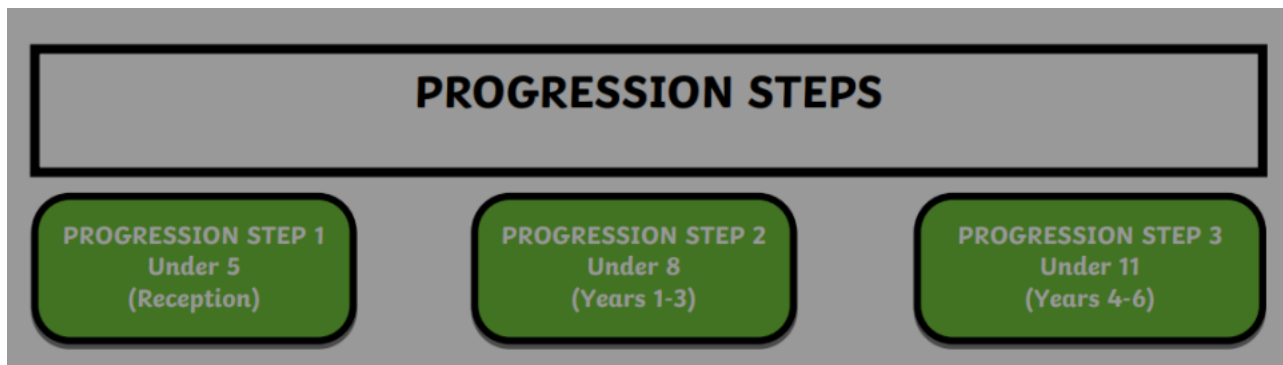 PROGRESSION STEPS
PROGRESSION STEP 1
Under 5
(Reception)
PROGRESSION STEP 2
Under 8
(Years 1-3)
PROGRESSION STEP 3
Under 11
(Years 4-6)